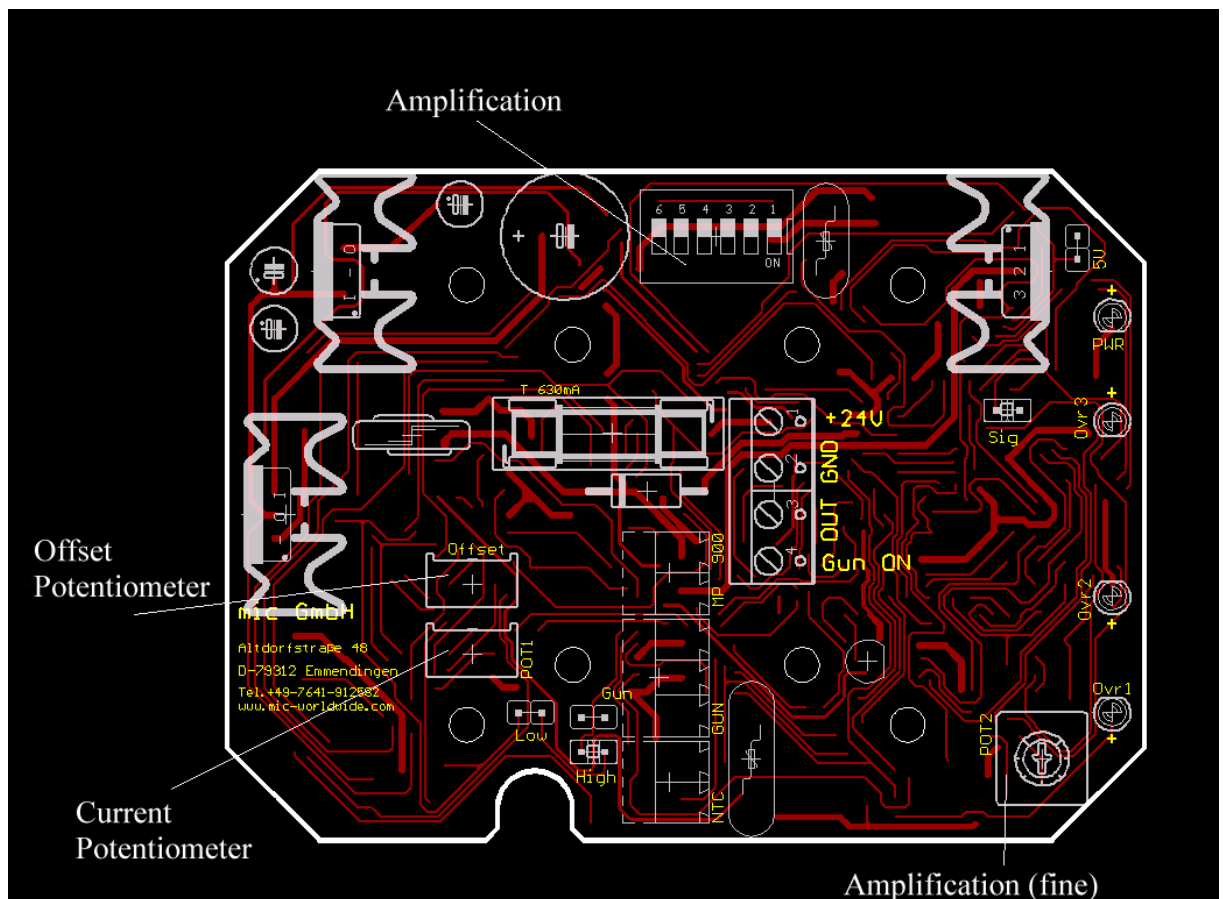 Amplification
6 5 4 3 2 1
ON
I - O
1 2 3
5V
+
PWR
+
T 630mA
1 +24V
2 GND
3 OUT
4 Gun ON
Sig
Ovr3
Offset
Potentiometer
Offset
900
MP
Ovr2
+
mic GmbH
Altdorfstraße 48
D-79312 Emmendingen
Tel.+49-7641-912582
www.mic-worldwide.com
POT1
Gun
GUN
Low
High
NTC
Ovr1
+
POT2
Current
Potentiometer
Amplification (fine)